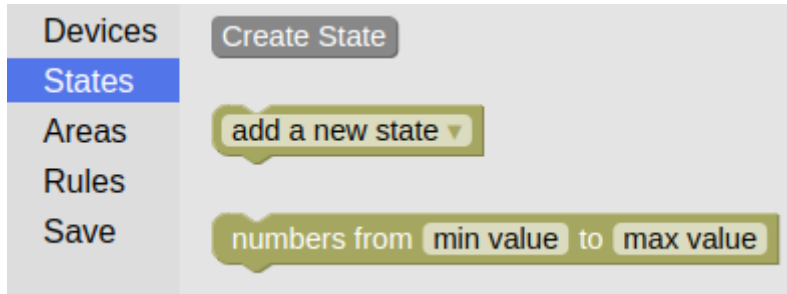 Devices
States
Areas
Rules
Save
Create State
add a new state ▾
numbers from min value to max value